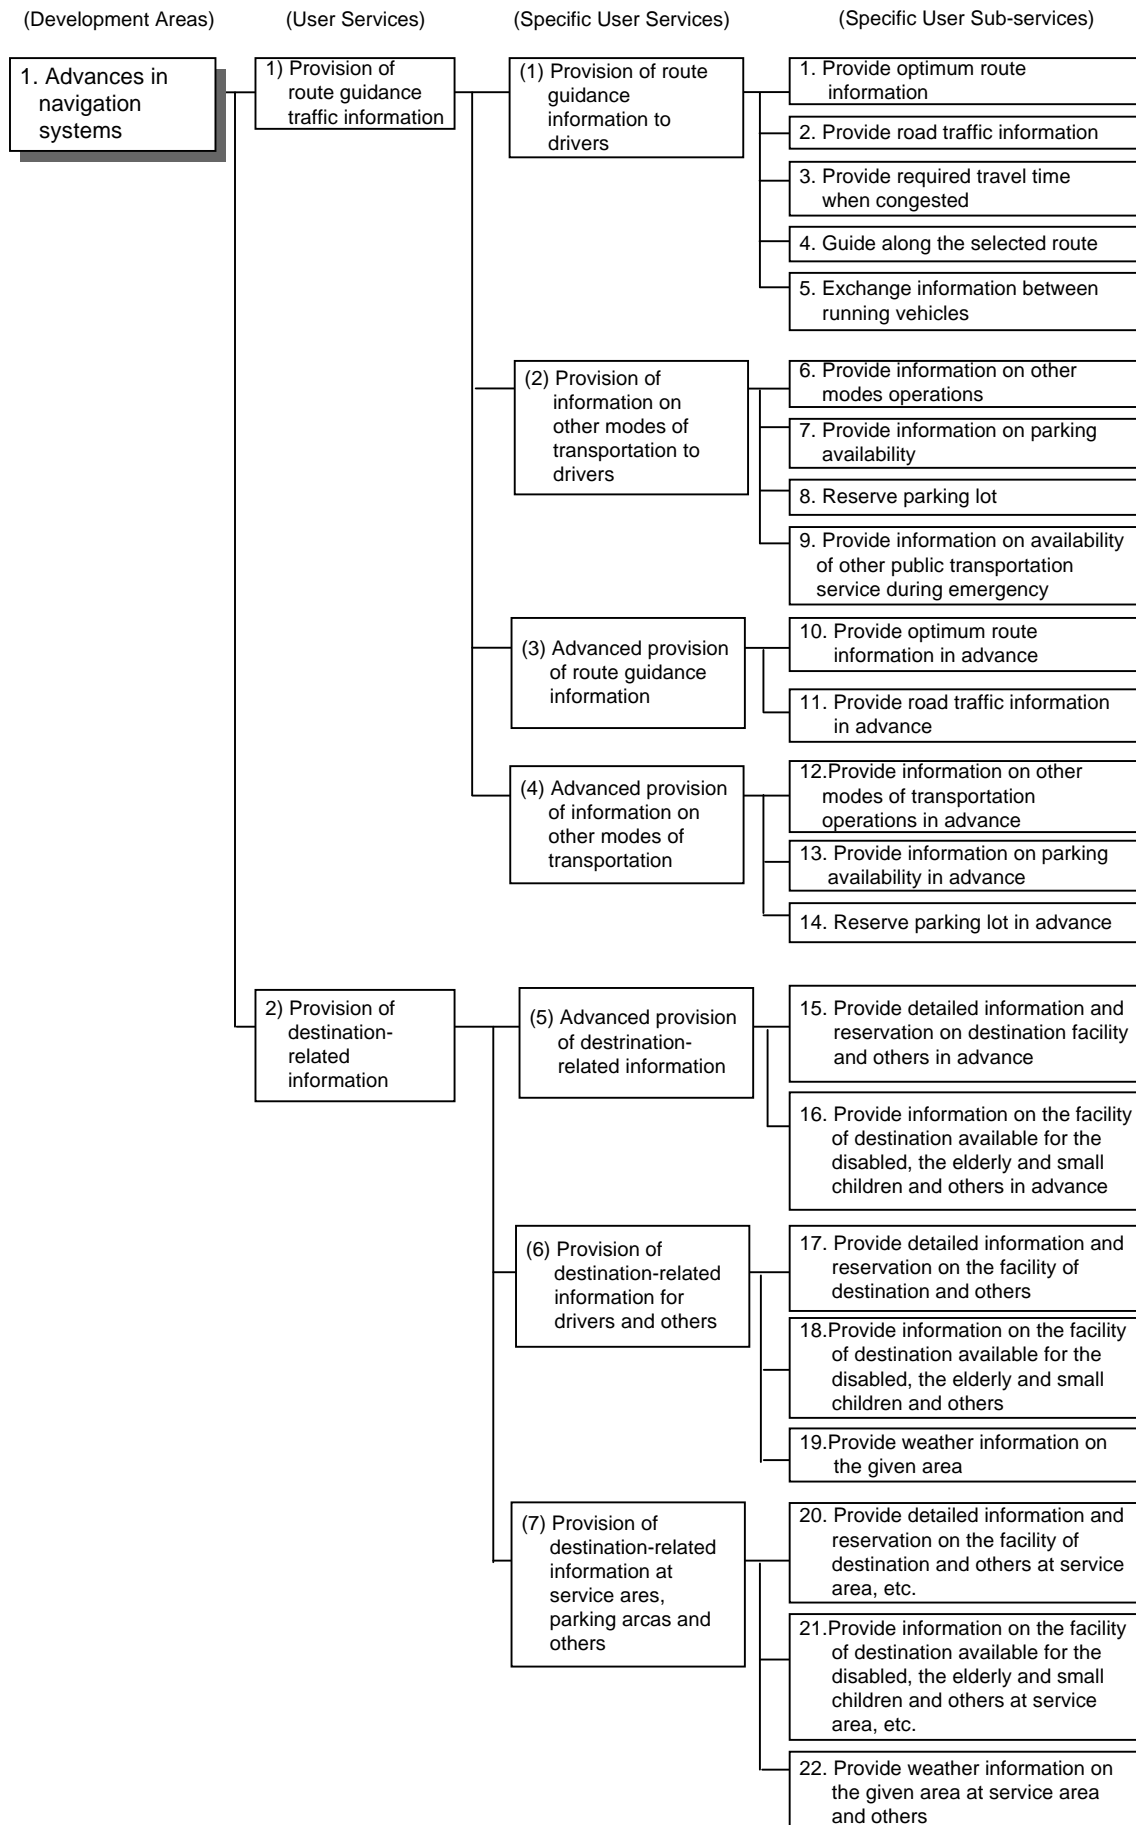 (Development Areas)
(User Services)
(Specific User Services)
(Specific User Sub-services)
1. Advances in
navigation
systems
1) Provision of
route guidance
traffic information
(1) Provision of route
guidance
information to
drivers
1. Provide optimum route
information
2. Provide road traffic information
3. Provide required travel time
when congested
4. Guide along the selected route
5. Exchange information between
running vehicles
(2) Provision of
information on
other modes of
transportation to
drivers
6. Provide information on other
modes operations
7. Provide information on parking
availability
8. Reserve parking lot
9. Provide information on availability
of other public transportation
service during emergency
(3) Advanced provision
of route guidance
information
10. Provide optimum route
information in advance
11. Provide road traffic information
in advance
(4) Advanced provision
of information on
other modes of
transportation
12.Provide information on other
modes of transportation
operations in advance
13. Provide information on parking
availability in advance
14. Reserve parking lot in advance
2) Provision of
destination-
related
information
(5) Advanced provision
of destrination-
related information
15. Provide detailed information and
reservation on destination facility
and others in advance
16. Provide information on the facility
of destination available for the
disabled, the elderly and small
children and others in advance
(6) Provision of
destination-related
information for
drivers and others
17. Provide detailed information and
reservation on the facility of
destination and others
18.Provide information on the facility
of destination available for the
disabled, the elderly and small
children and others
19.Provide weather information on
the given area
(7) Provision of
destination-related
information at
service ares,
parking arcas and
others
20. Provide detailed information and
reservation on the facility of
destination and others at service
area, etc.
21.Provide information on the facility
of destination available for the
disabled, the elderly and small
children and others at service
area, etc.
22. Provide weather information on
the given area at service area
and others